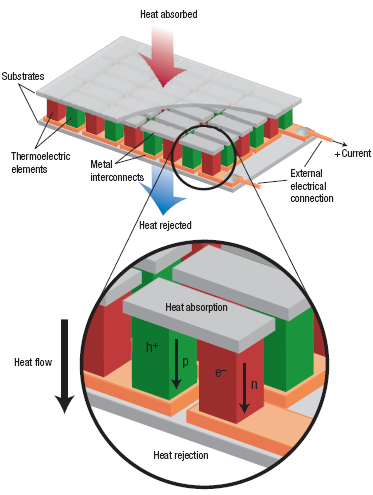 Heat absorbed
Substrates
Thermoelectric
elements
Metal
interconnects
+ Current
External
electrical
connection
Heat rejected
Heat absorption
h+
p
e–
n
Heat flow
Heat rejection